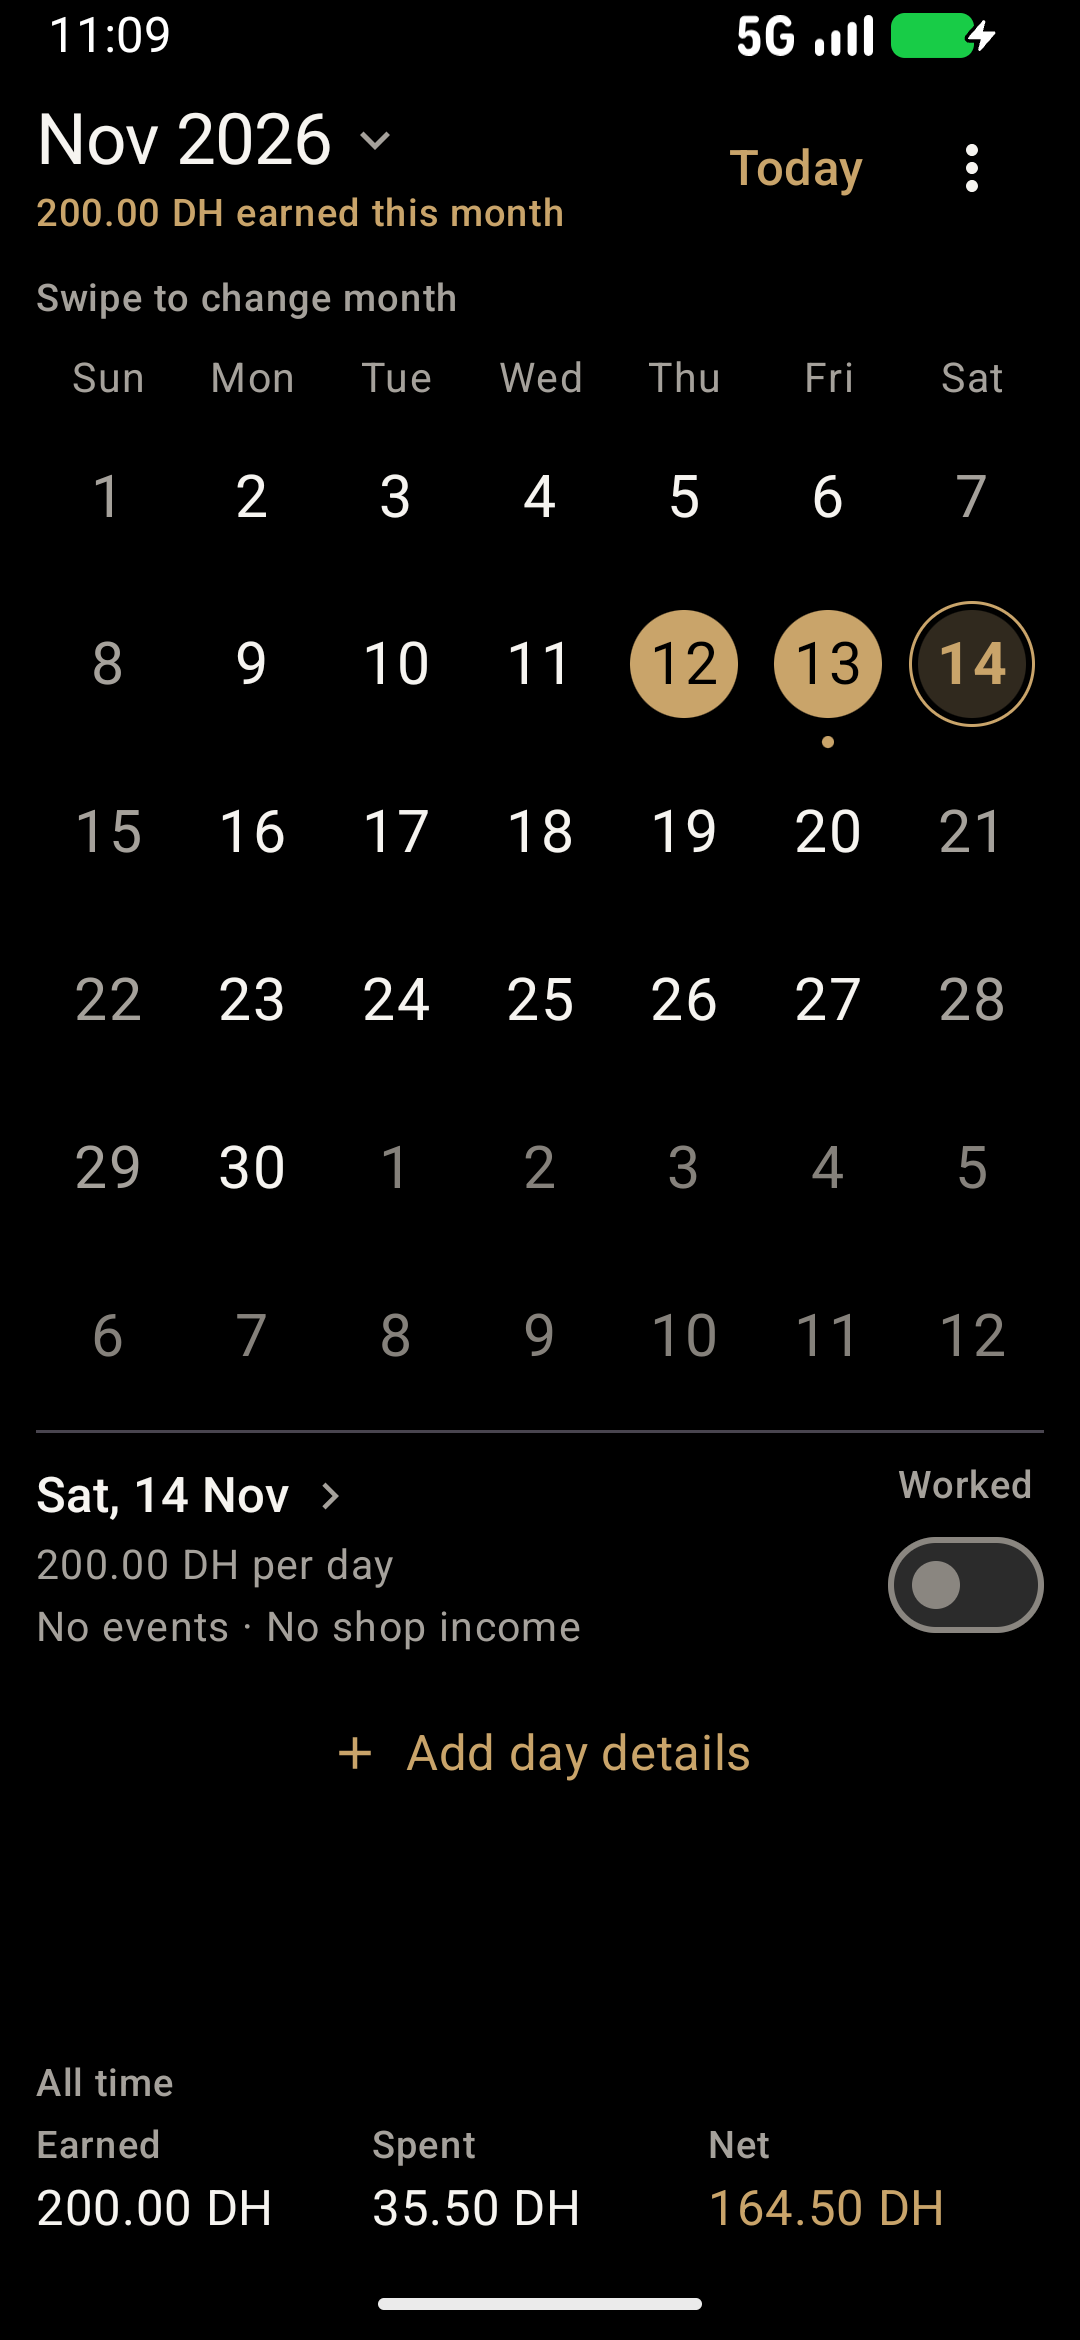 11:09 5G
Nov 2026
Today
200.00 DH earned this month
Swipe to change month
Sun Mon Tue Wed Thu Fri Sat
1 2 3 4 5 6 7
8 9 10 11 12 13 14
15 16 17 18 19 20 21
22 23 24 25 26 27 28
29 30 1 2 3 4 5
6 7 8 9 10 11 12
Sat, 14 Nov
Worked
200.00 DH per day
No events · No shop income
+ Add day details
All time
Earned Spent Net
200.00 DH 35.50 DH 164.50 DH